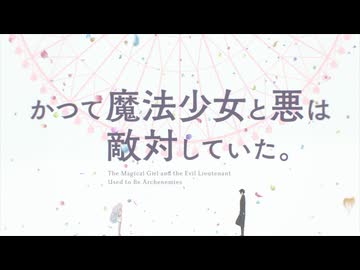 かつて魔法少女と悪は
敵対していた。
The Magical Girl and the Evil Lieutenant
Used to Be Archenemies